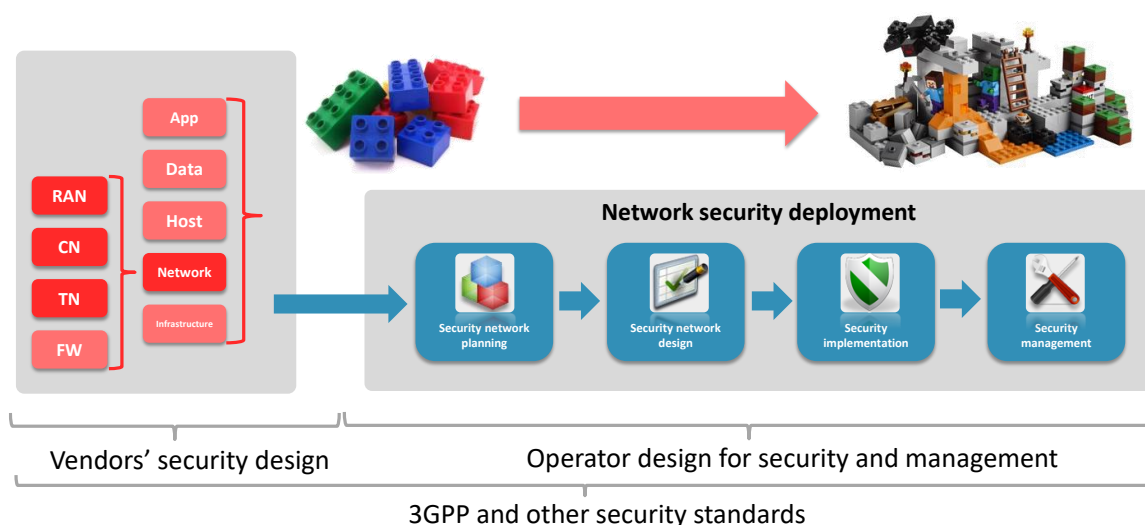 App
Data
Host
Network
Infrastructure
RAN
CN
TN
FW
Network security deployment
Security network
planning
Security network
design
Security
implementation
Security
management
Vendors’ security design
Operator design for security and management
3GPP and other security standards